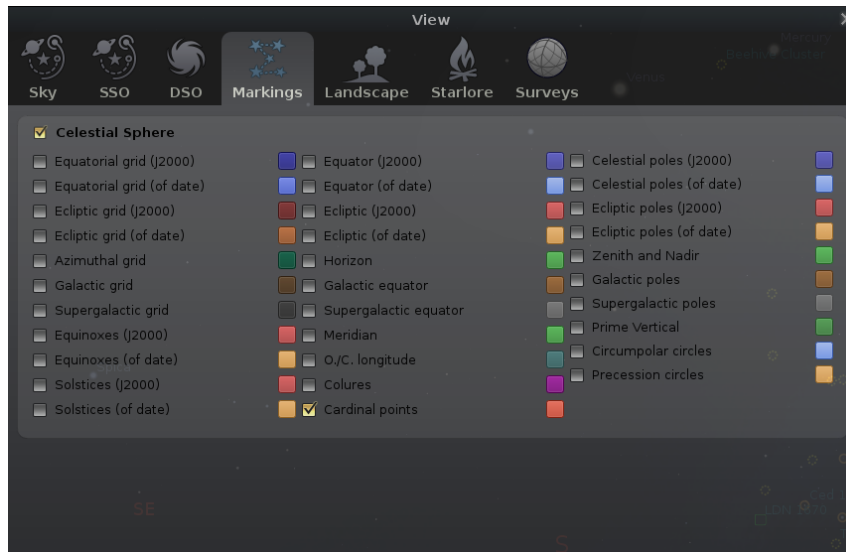 View
Sky SSO DSO Markings Landscape Starlore Surveys
Mercury
Beehive Cluster
Venus
Celestial Sphere
Equatorial grid (J2000) Equator (J2000) Celestial poles (J2000)
Equatorial grid (of date) Equator (of date) Celestial poles (of date)
Ecliptic grid (J2000) Ecliptic (J2000) Ecliptic poles (J2000)
Ecliptic grid (of date) Ecliptic (of date) Ecliptic poles (of date)
Azimuthal grid Horizon Zenith and Nadir
Galactic grid Galactic equator Galactic poles
Supergalactic grid Supergalactic equator Supergalactic poles
Equinoxes (J2000) Meridian Prime Vertical
Equinoxes (of date) O./C. longitude Circumpolar circles
Solstices (J2000) Colures Precession circles
Solstices (of date) Cardinal points
SE
S